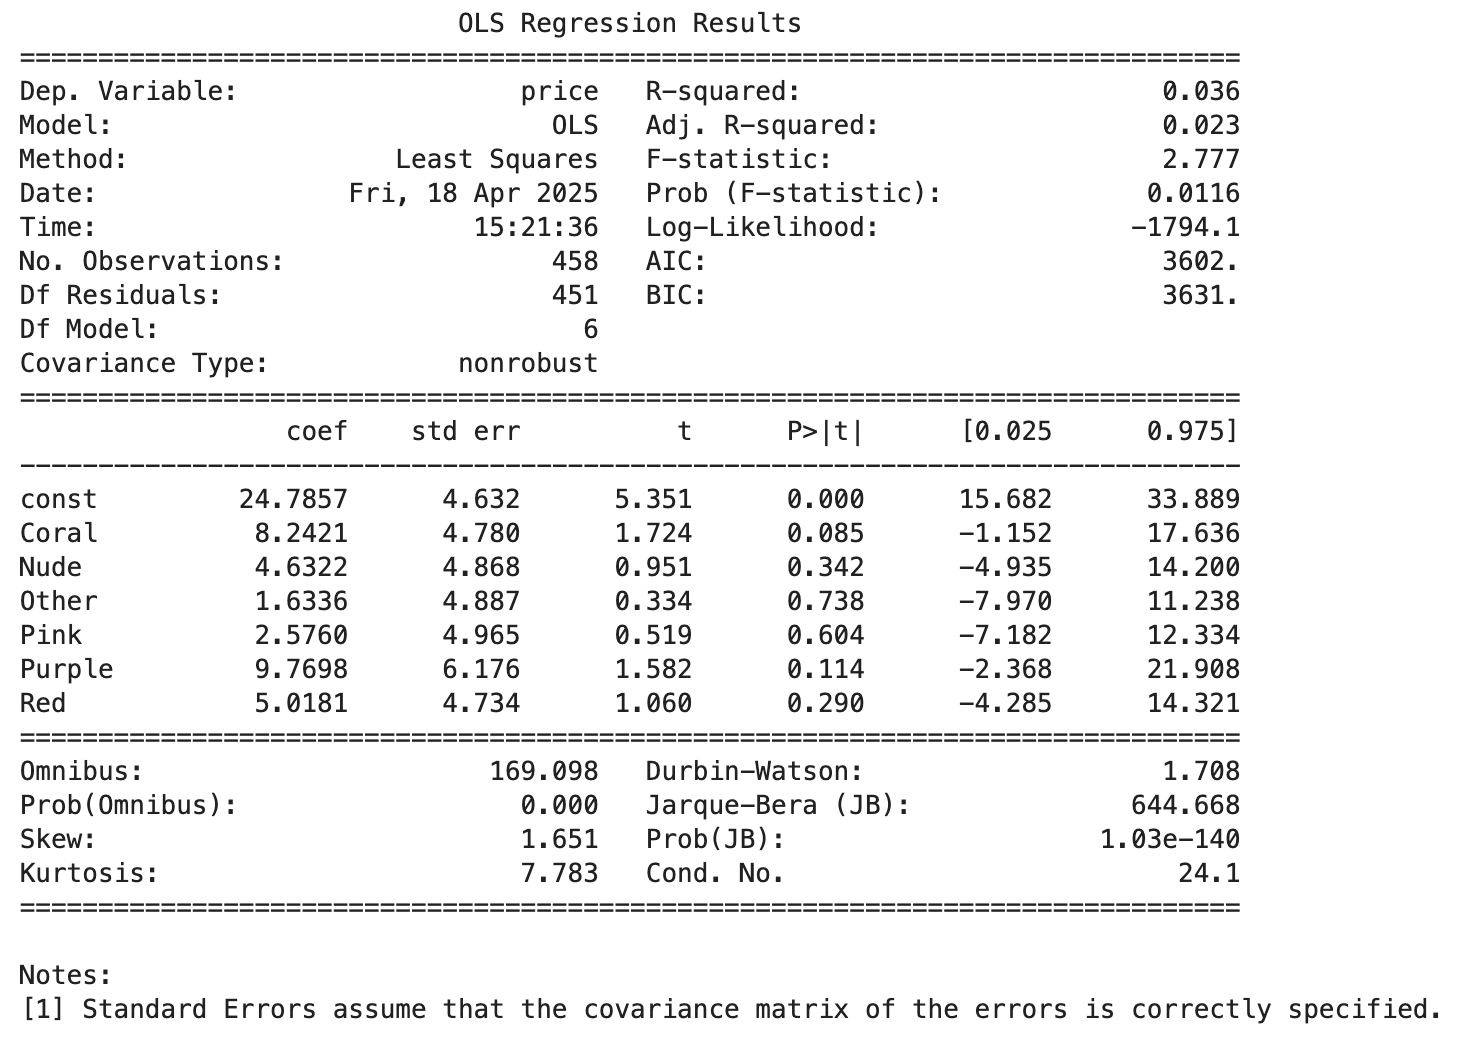 OLS Regression Results
==============================================================================
Dep. Variable:                  price   R-squared:                       0.036
Model:                            OLS   Adj. R-squared:                  0.023
Method:                 Least Squares   F-statistic:                     2.777
Date:                Fri, 18 Apr 2025   Prob (F-statistic):             0.0116
Time:                        15:21:36   Log-Likelihood:                -1794.1
No. Observations:                 458   AIC:                             3602.
Df Residuals:                     451   BIC:                             3631.
Df Model:                           6
Covariance Type:            nonrobust
==============================================================================
                 coef    std err          t      P>|t|      [0.025      0.975]
------------------------------------------------------------------------------
const         24.7857      4.632      5.351      0.000      15.682      33.889
Coral          8.2421      4.780      1.724      0.085      -1.152      17.636
Nude           4.6322      4.868      0.951      0.342      -4.935      14.200
Other          1.6336      4.887      0.334      0.738      -7.970      11.238
Pink           2.5760      4.965      0.519      0.604      -7.182      12.334
Purple         9.7698      6.176      1.582      0.114      -2.368      21.908
Red            5.0181      4.734      1.060      0.290      -4.285      14.321
==============================================================================
Omnibus:                      169.098   Durbin-Watson:                   1.708
Prob(Omnibus):                  0.000   Jarque-Bera (JB):              644.668
Skew:                           1.651   Prob(JB):                    1.03e-140
Kurtosis:                       7.783   Cond. No.                         24.1
==============================================================================
Notes:
[1] Standard Errors assume that the covariance matrix of the errors is correctly specified.